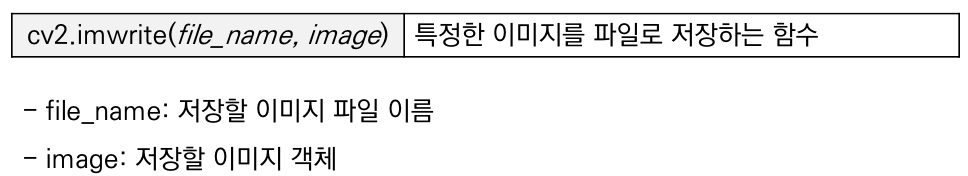 cv2.imwrite(file_name, image) 특정한 이미지를 파일로 저장하는 함수
– file_name: 저장할 이미지 파일 이름
– image: 저장할 이미지 객체